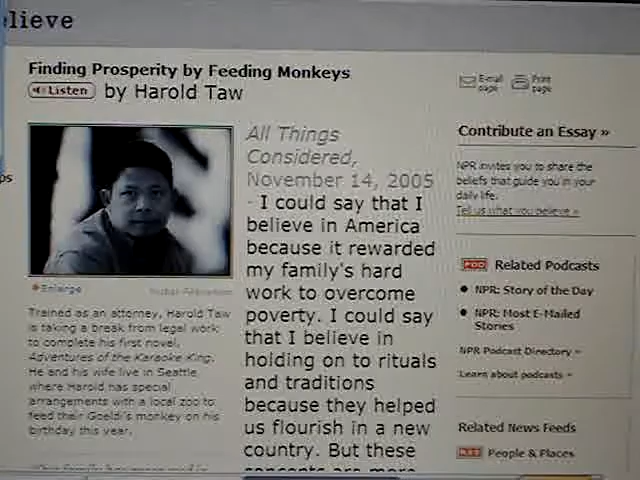 elieve
Finding Prosperity by Feeding Monkeys
Listen by Harold Taw
E-mail page
Print page
ps
Enlarge
Trained as an attorney, Harold Taw
is taking a break from legal work
to complete his first novel,
Adventures of the Karaoke King.
He and his wife live in Seattle
where Harold has special
arrangements with a local zoo to
feed their Goeldi's monkey on his
birthday this year.
All Things
Considered,
November 14, 2005
- I could say that I
believe in America
because it rewarded
my family's hard
work to overcome
poverty. I could say
that I believe in
holding on to rituals
and traditions
because they helped
us flourish in a new
country. But these
concepts are more
Contribute an Essay »
NPR invites you to share the
beliefs that guide you in your
daily life.
Tell us what you believe »
POD Related Podcasts
• NPR: Story of the Day
• NPR: Most E-Mailed
Stories
NPR Podcast Directory »
Learn about podcasts »
Related News Feeds
People & Places